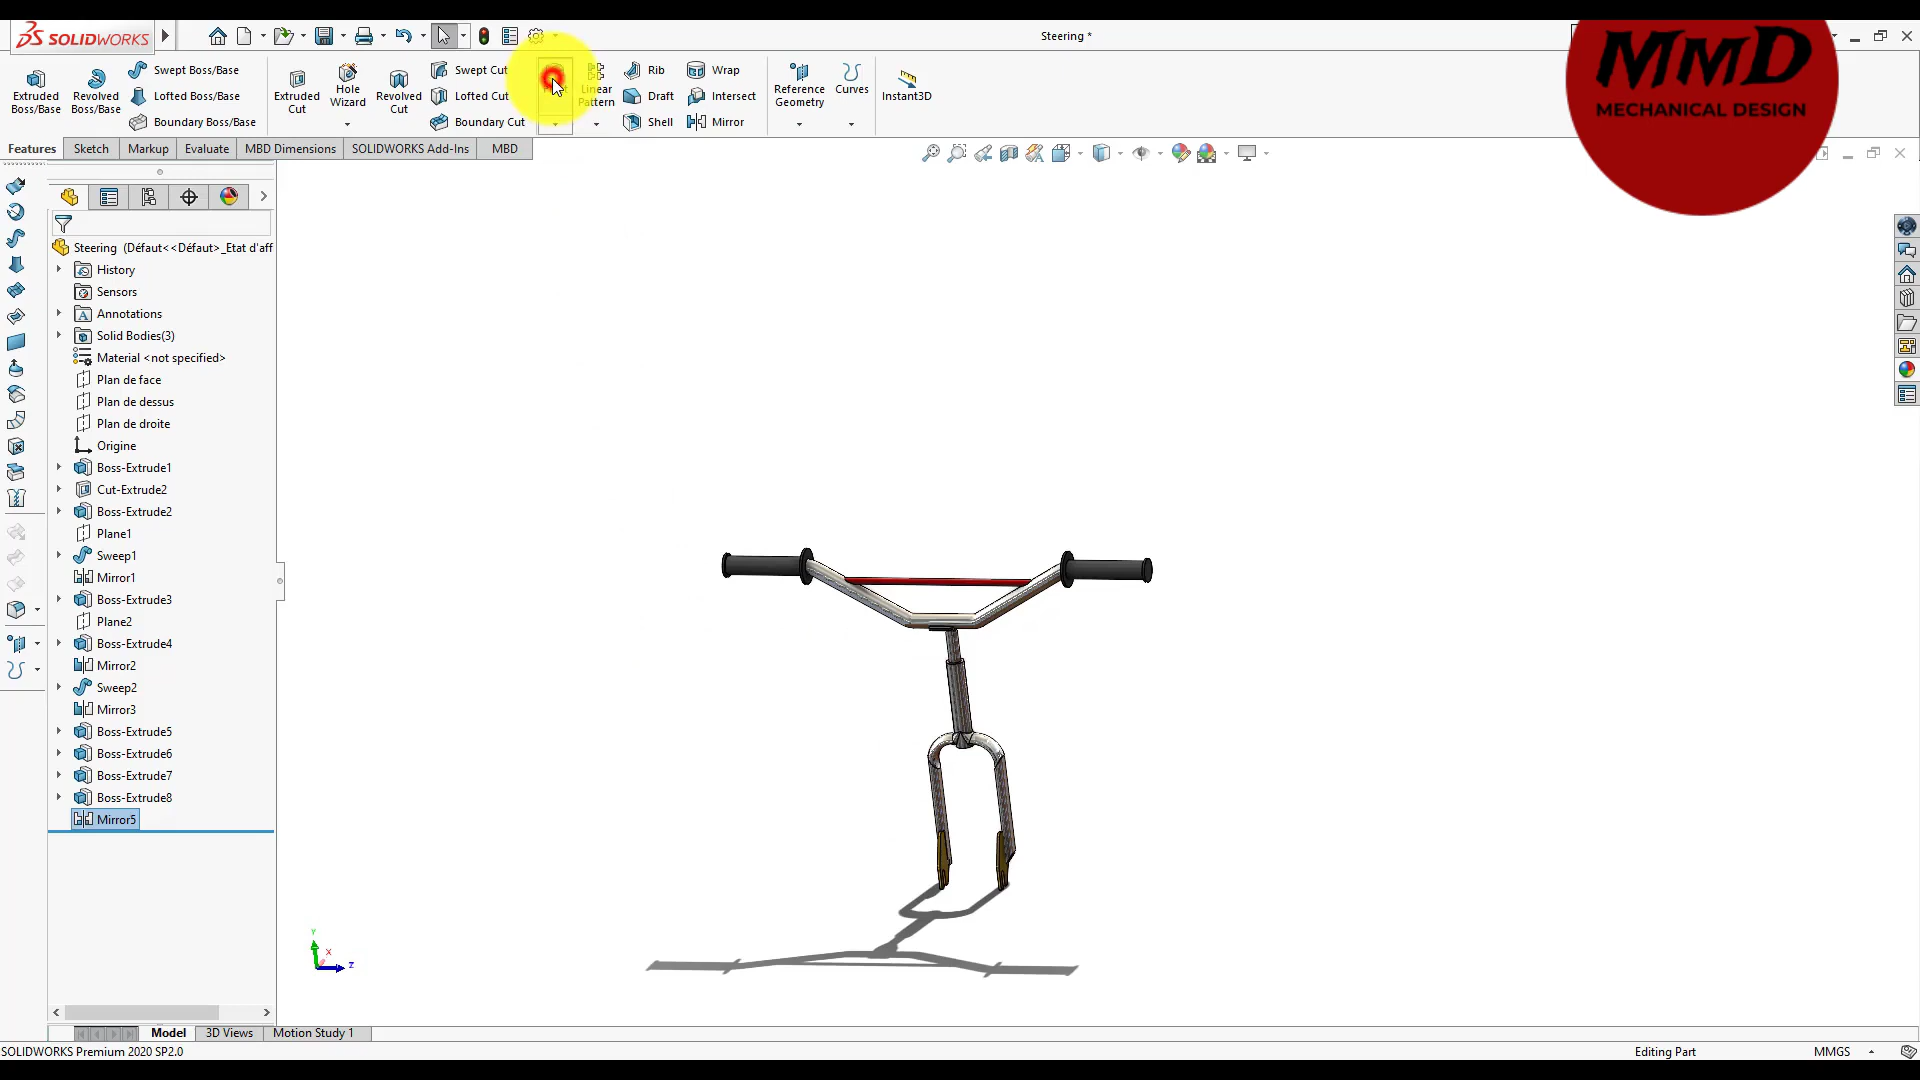 SOLIDWORKS
Steering *
MMD
MECHANICAL DESIGN
Extruded Boss/Base
Revolved Boss/Base
Swept Boss/Base
Lofted Boss/Base
Boundary Boss/Base
Extruded Cut
Hole Wizard
Revolved Cut
Swept Cut
Lofted Cut
Boundary Cut
Linear Pattern
Rib
Draft
Shell
Wrap
Intersect
Mirror
Reference Geometry
Curves
Instant3D
Features
Sketch
Markup
Evaluate
MBD Dimensions
SOLIDWORKS Add-Ins
MBD
Steering (Défaut<<Défaut>_Etat d'aff
History
Sensors
Annotations
Solid Bodies(3)
Material <not specified>
Plan de face
Plan de dessus
Plan de droite
Origine
Boss-Extrude1
Cut-Extrude2
Boss-Extrude2
Plane1
Sweep1
Mirror1
Boss-Extrude3
Plane2
Boss-Extrude4
Mirror2
Sweep2
Mirror3
Boss-Extrude5
Boss-Extrude6
Boss-Extrude7
Boss-Extrude8
Mirror5
Y
X
Z
Model
3D Views
Motion Study 1
SOLIDWORKS Premium 2020 SP2.0
Editing Part
MMGS